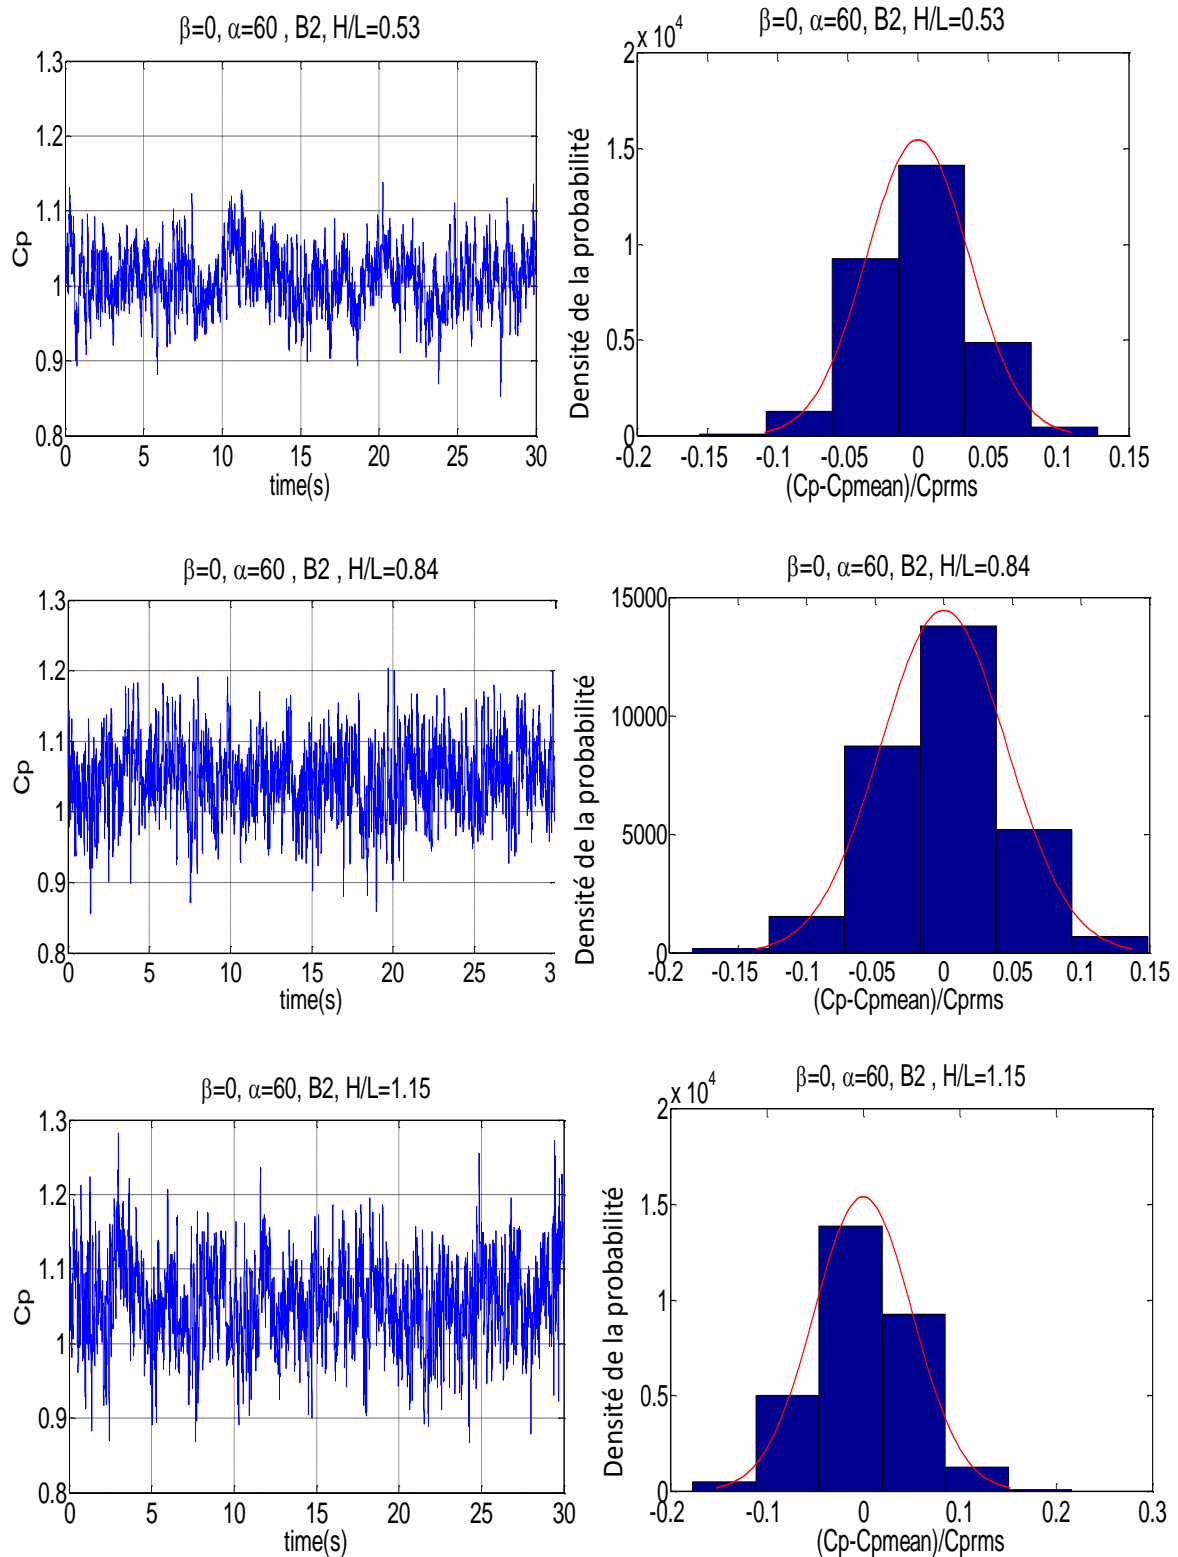 β=0, α=60 , B2, H/L=0.53
1.3
1.2
1.1
1
0.9
0.8
Cp
0 5 10 15 20 25 30
time(s)
β=0, α=60, B2, H/L=0.53
x 10^4
2
1.5
1
0.5
0
Densité de la probabilité
-0.2 -0.15 -0.1 -0.05 0 0.05 0.1 0.15
(Cp-Cpmean)/Cprms
β=0, α=60 , B2 , H/L=0.84
1.3
1.2
1.1
1
0.9
0.8
Cp
0 5 10 15 20 25 3
time(s)
β=0, α=60, B2, H/L=0.84
15000
10000
5000
0
Densité de la probabilité
-0.2 -0.15 -0.1 -0.05 0 0.05 0.1 0.15
(Cp-Cpmean)/Cprms
β=0, α=60, B2, H/L=1.15
1.3
1.2
1.1
1
0.9
0.8
Cp
0 5 10 15 20 25 30
time(s)
β=0, α=60, B2 , H/L=1.15
x 10^4
2
1.5
1
0.5
0
Densité de la probabilité
-0.2 -0.1 0 0.1 0.2 0.3
(Cp-Cpmean)/Cprms